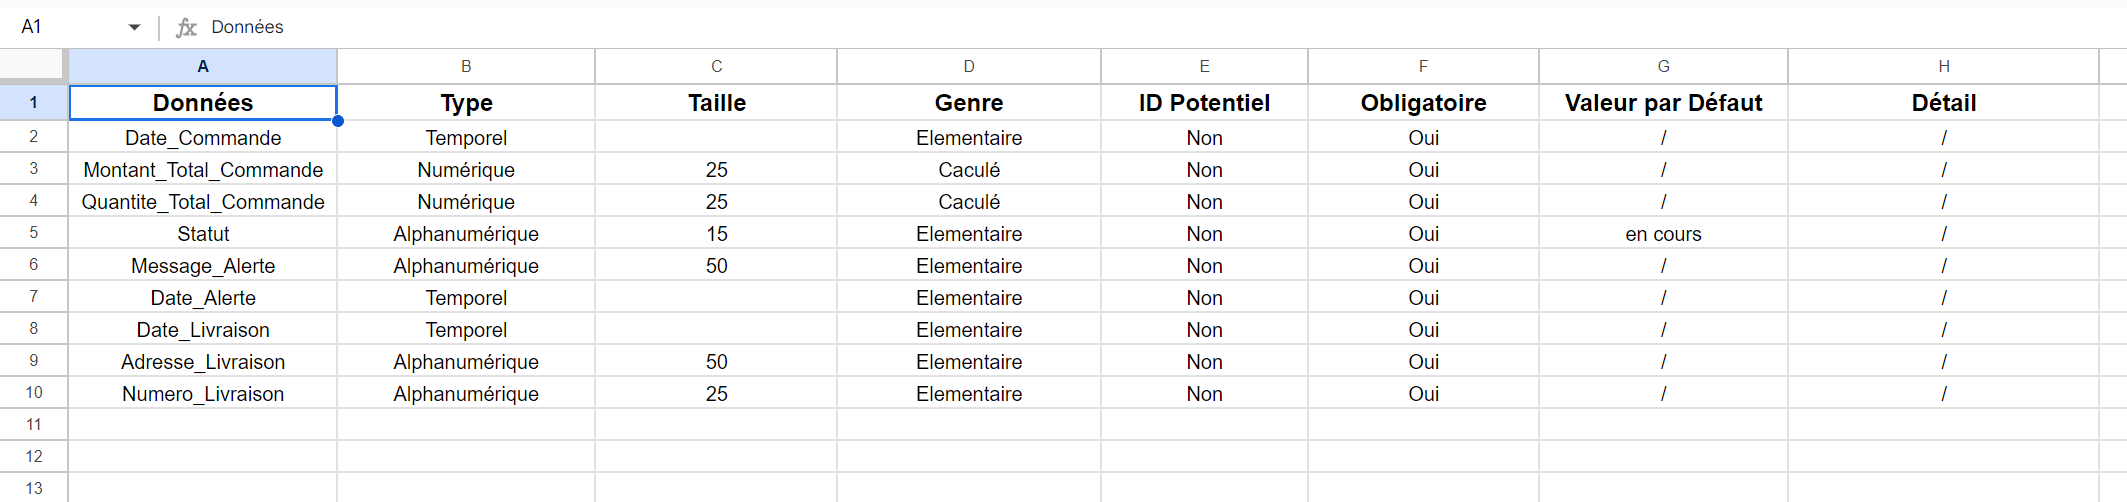 A1 fx Données
A B C D E F G H
1 Données Type Taille Genre ID Potentiel Obligatoire Valeur par Défaut Détail
2 Date_Commande Temporel Elementaire Non Oui / /
3 Montant_Total_Commande Numérique 25 Caculé Non Oui / /
4 Quantite_Total_Commande Numérique 25 Caculé Non Oui / /
5 Statut Alphanumérique 15 Elementaire Non Oui en cours /
6 Message_Alerte Alphanumérique 50 Elementaire Non Oui / /
7 Date_Alerte Temporel Elementaire Non Oui / /
8 Date_Livraison Temporel Elementaire Non Oui / /
9 Adresse_Livraison Alphanumérique 50 Elementaire Non Oui / /
10 Numero_Livraison Alphanumérique 25 Elementaire Non Oui / /
11
12
13